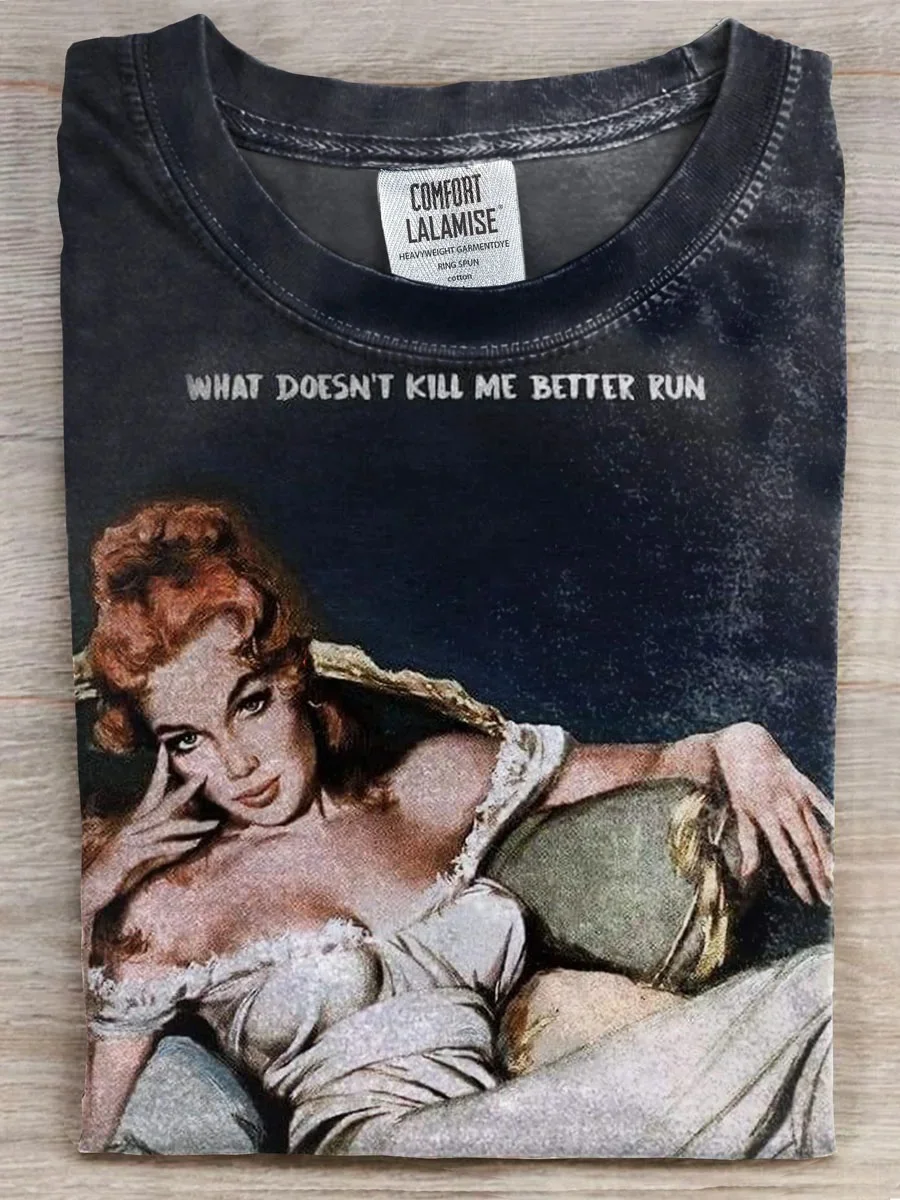 COMFORT
LALAMISE®
HEAVYWEIGHT GARMENTDYE
RING SPUN
cotton
WHAT DOESN'T KILL ME BETTER RUN